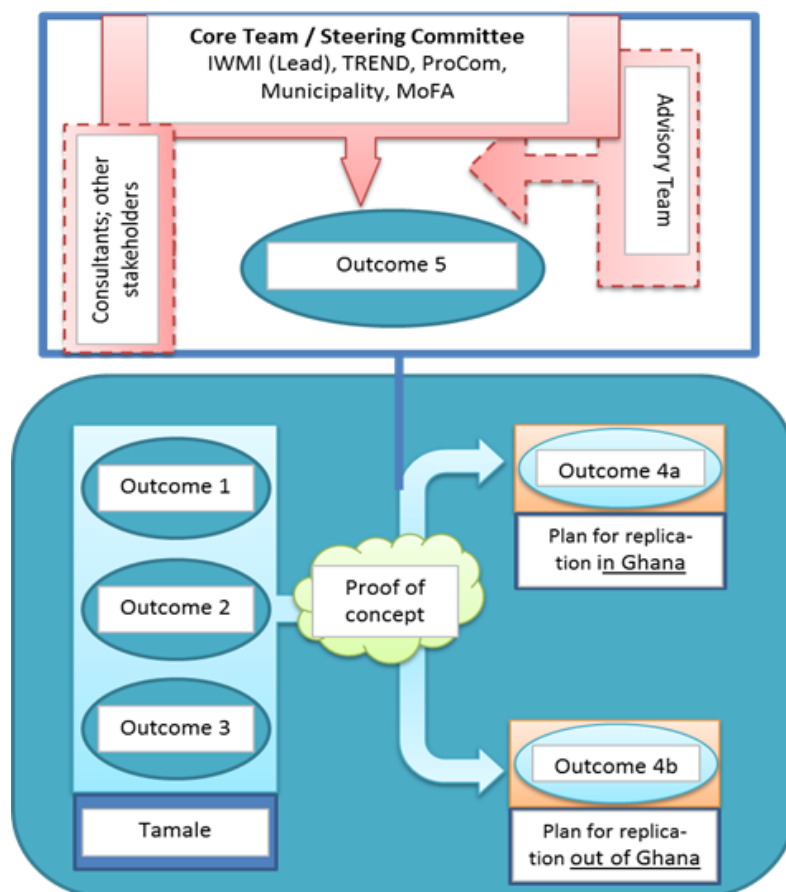 Core Team / Steering Committee
IWMI (Lead), TREND, ProCom,
Municipality, MoFA
Consultants; other
stakeholders
Advisory Team
Outcome 5
Outcome 1
Outcome 2
Outcome 3
Tamale
Proof of
concept
Outcome 4a
Plan for replica-
tion in Ghana
Outcome 4b
Plan for replica-
tion out of Ghana